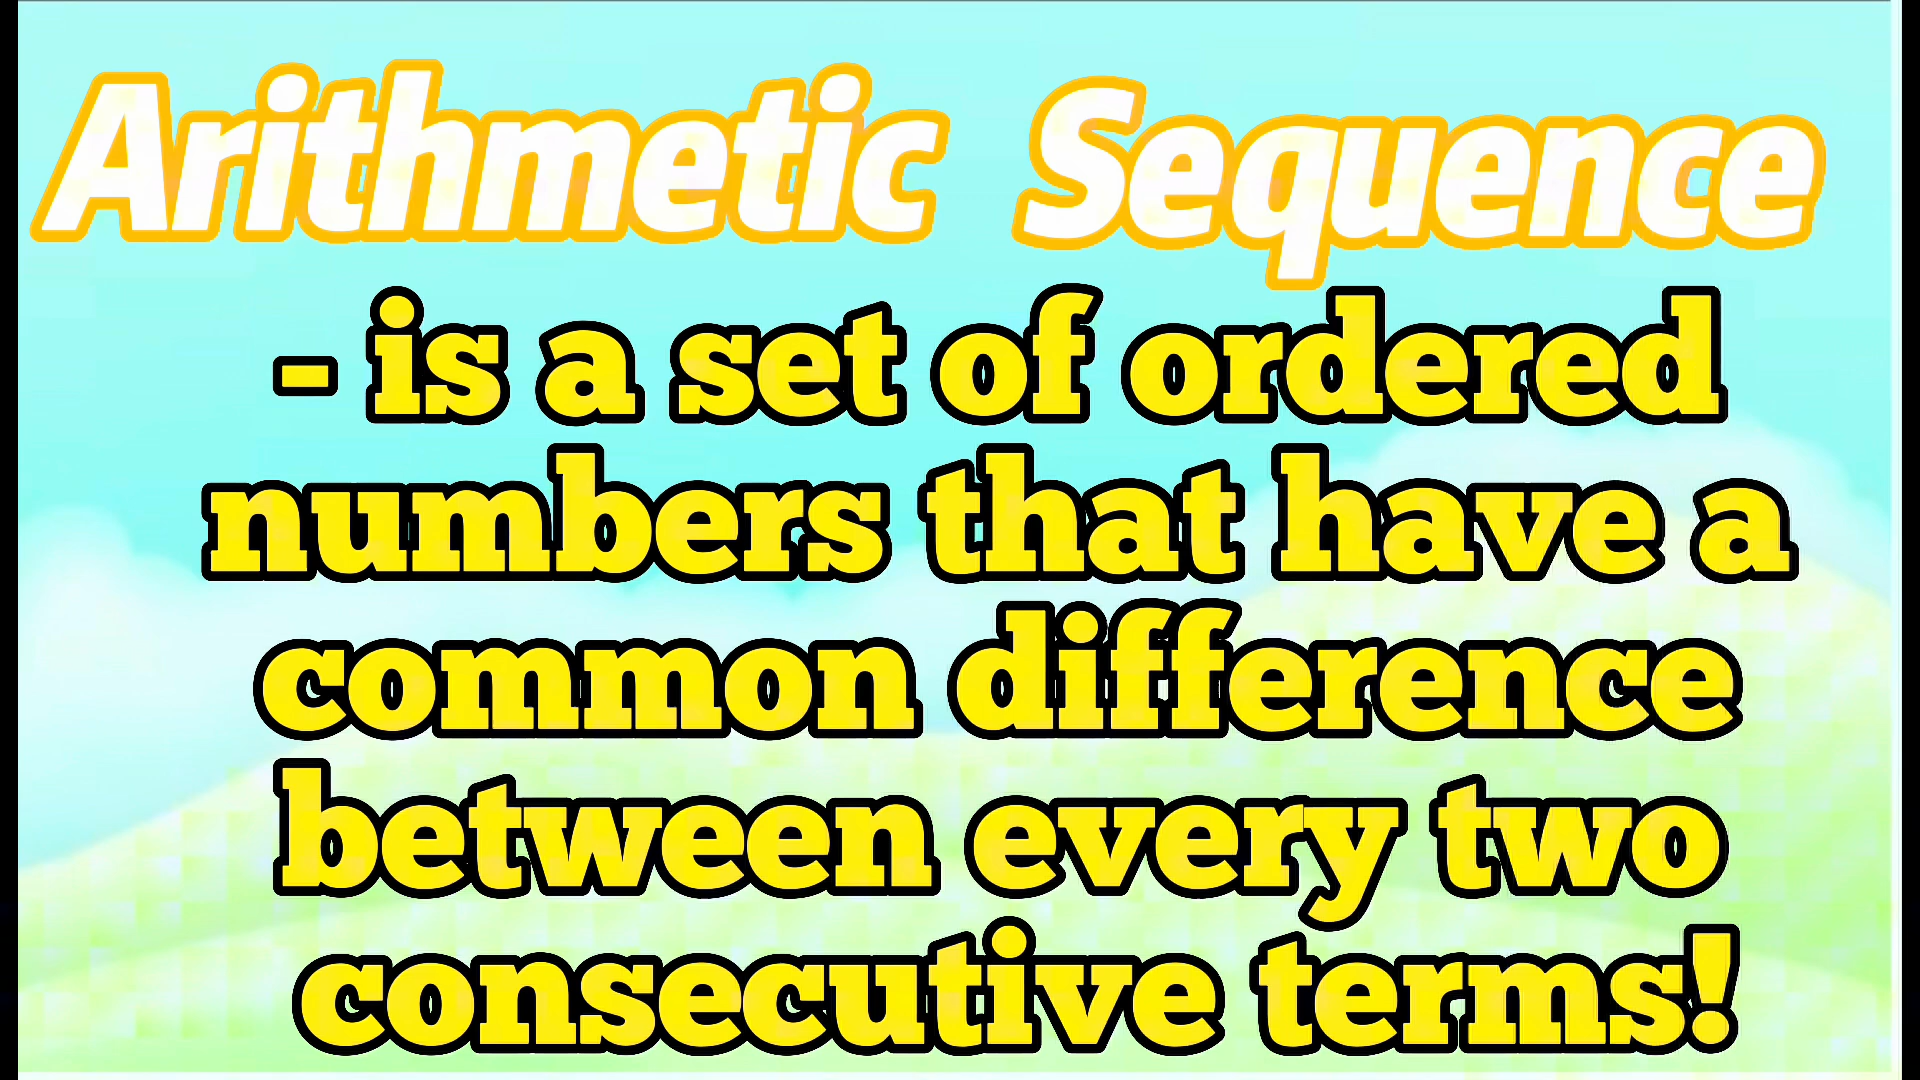 Arithmetic Sequence
- is a set of ordered
numbers that have a
common difference
between every two
consecutive terms!